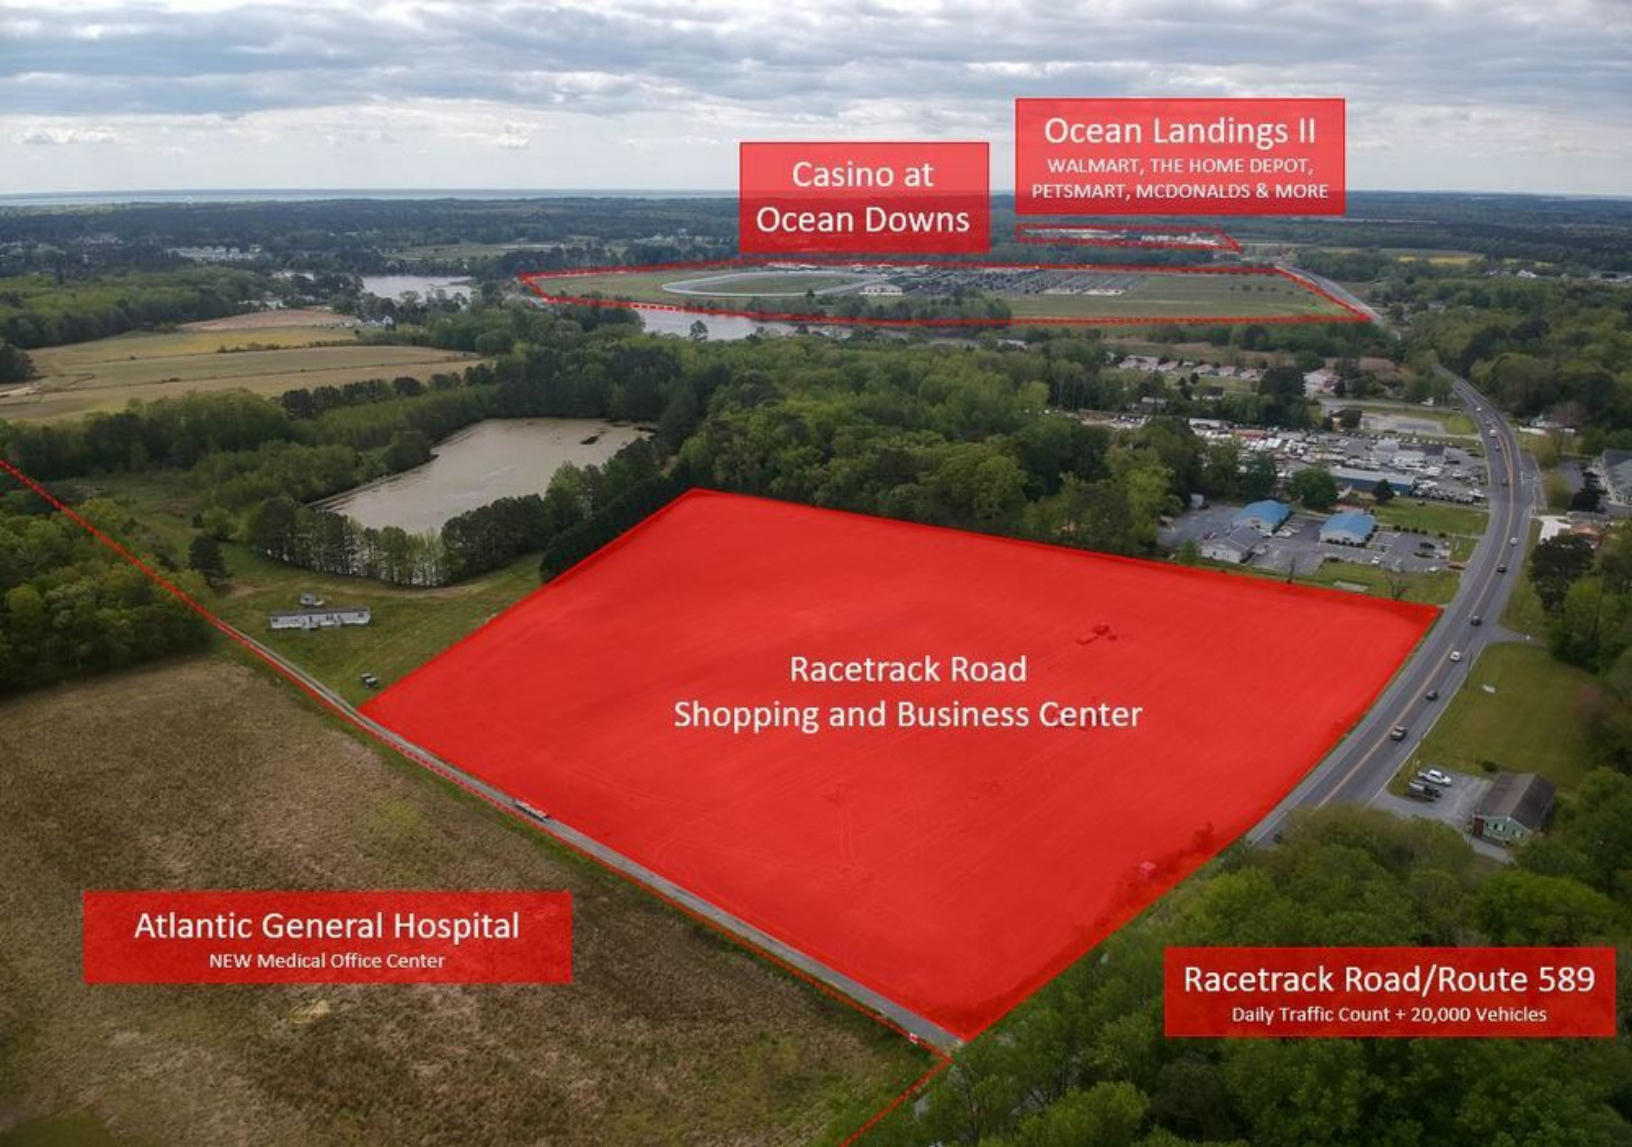 Ocean Landings II
WALMART, THE HOME DEPOT,
PETSMART, MCDONALDS & MORE
Casino at
Ocean Downs
Racetrack Road
Shopping and Business Center
Atlantic General Hospital
NEW Medical Office Center
Racetrack Road/Route 589
Daily Traffic Count + 20,000 Vehicles